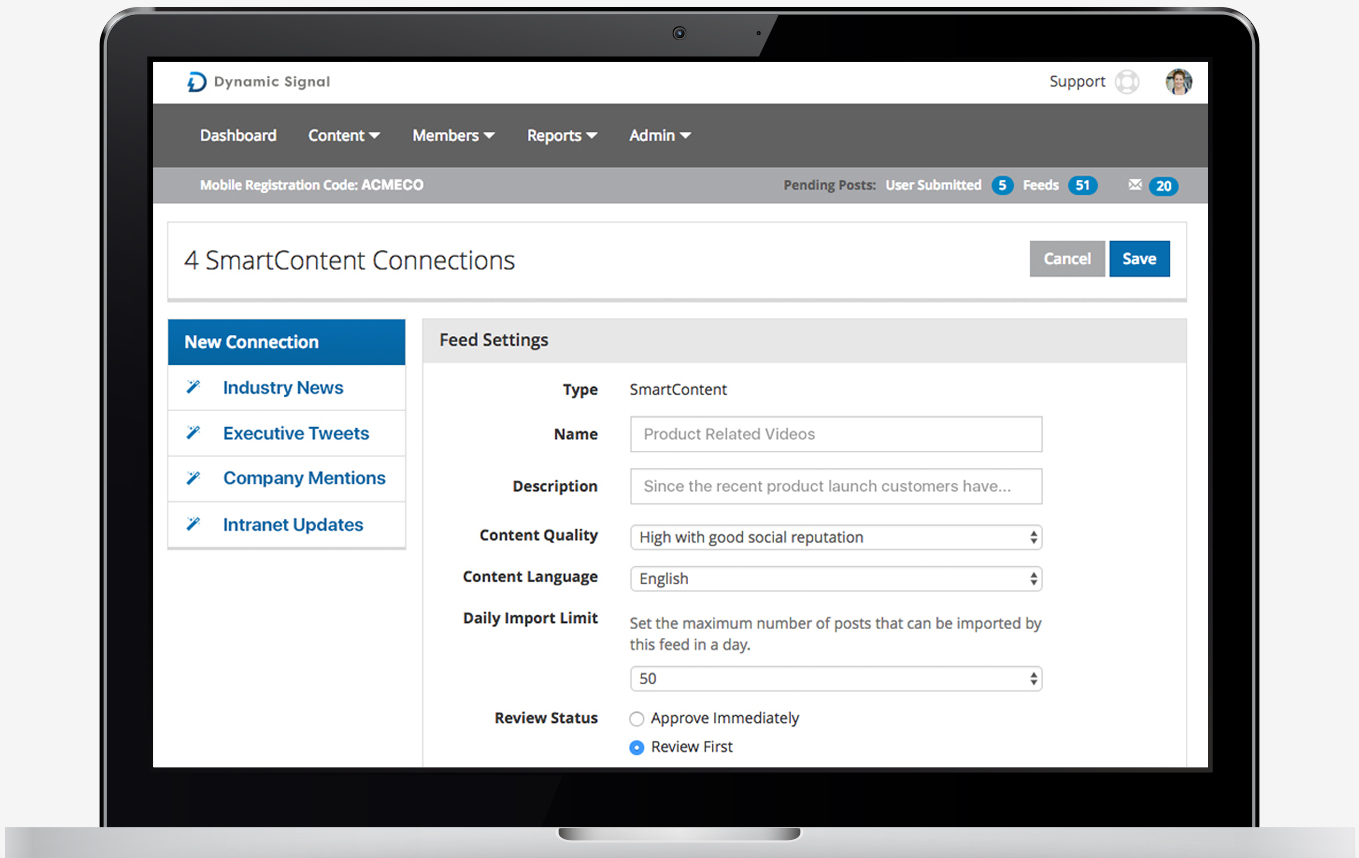 Dynamic Signal
Support
Dashboard Content Members Reports Admin
Mobile Registration Code: ACMECO
Pending Posts: User Submitted 5 Feeds 51 20
4 SmartContent Connections
Cancel Save
New Connection
Industry News
Executive Tweets
Company Mentions
Intranet Updates
Feed Settings
Type SmartContent
Name Product Related Videos
Description Since the recent product launch customers have...
Content Quality High with good social reputation
Content Language English
Daily Import Limit Set the maximum number of posts that can be imported by
this feed in a day.
50
Review Status Approve Immediately
Review First